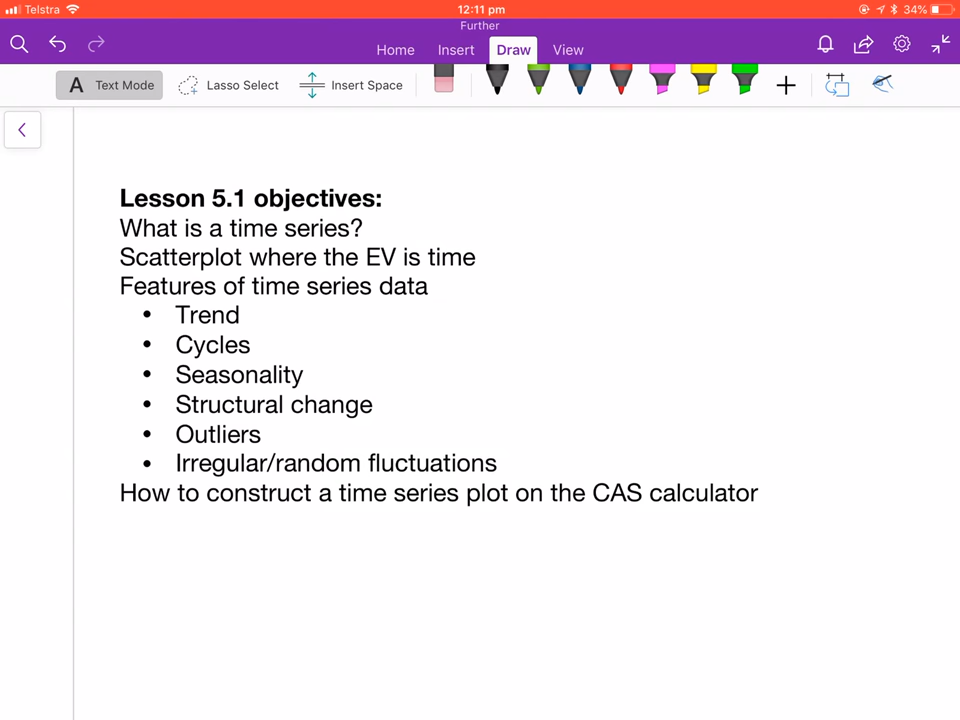 Telstra 12:11 pm 34%
Further
Home Insert Draw View
A Text Mode Lasso Select Insert Space
Lesson 5.1 objectives:
What is a time series?
Scatterplot where the EV is time
Features of time series data
• Trend
• Cycles
• Seasonality
• Structural change
• Outliers
• Irregular/random fluctuations
How to construct a time series plot on the CAS calculator